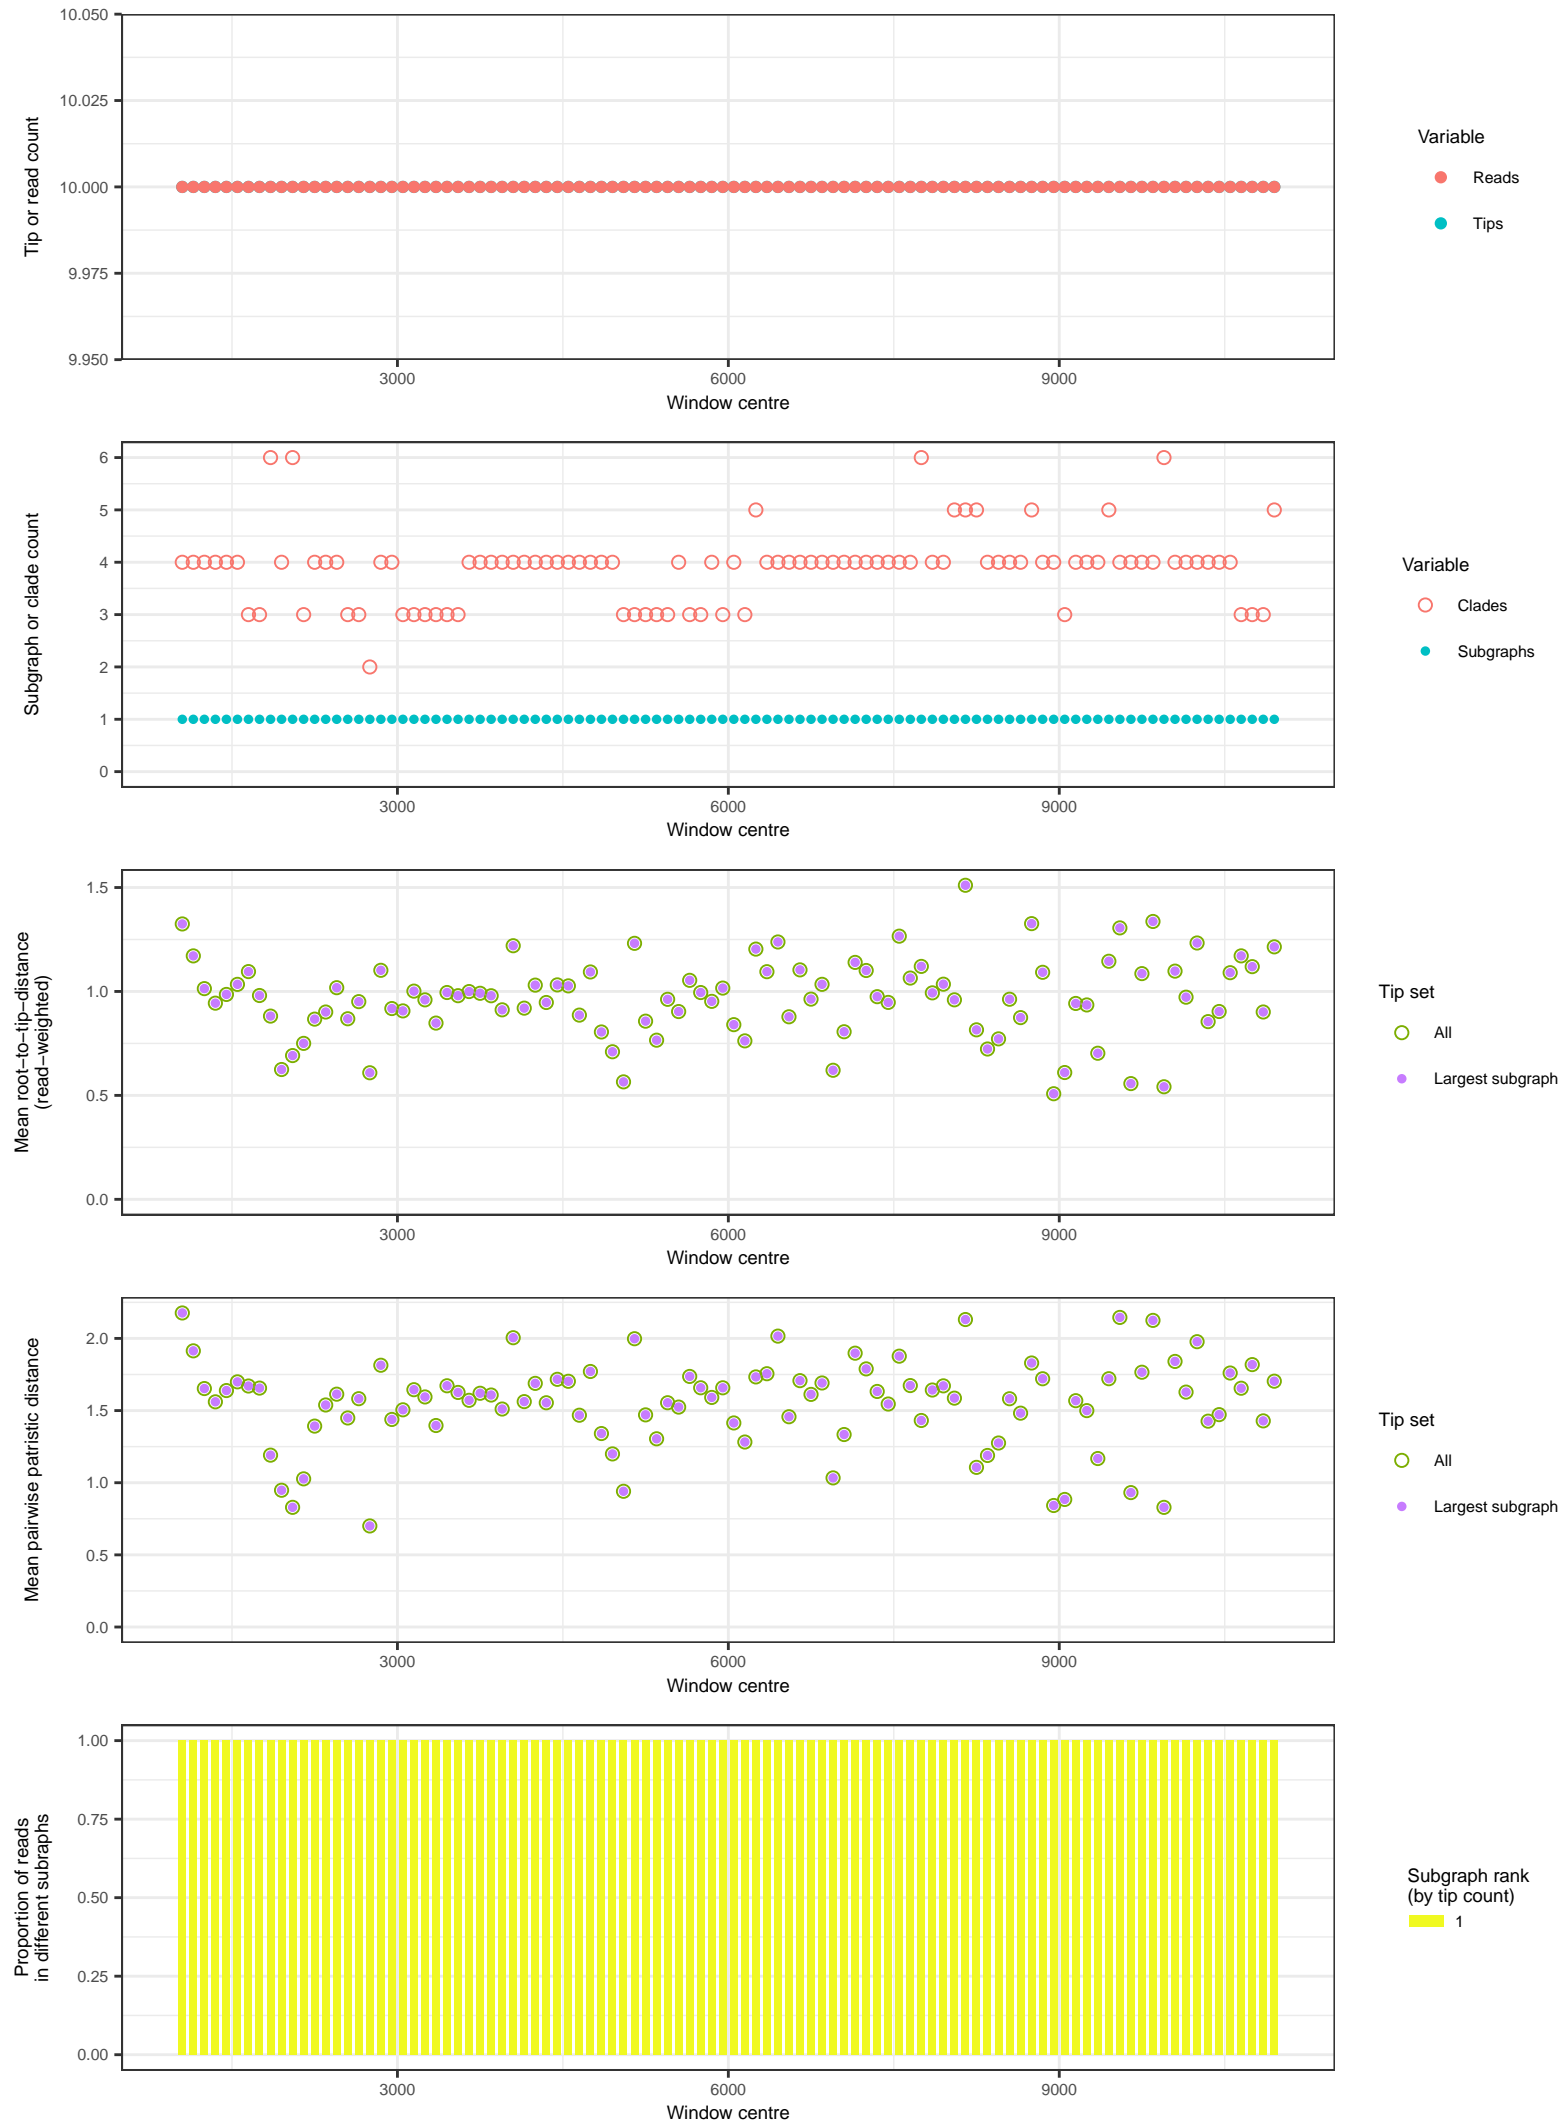 10.050
10.025
10.000
9.975
9.950
Tip or read count
3000 6000 9000
Window centre
Variable
Reads
Tips
6
5
4
3
2
1
0
Subgraph or clade count
3000 6000 9000
Window centre
Variable
Clades
Subgraphs
1.5
1.0
0.5
0.0
Mean root–to–tip–distance
(read–weighted)
3000 6000 9000
Window centre
Tip set
All
Largest subgraph
2.0
1.5
1.0
0.5
0.0
Mean pairwise patristic distance
3000 6000 9000
Window centre
Tip set
All
Largest subgraph
1.00
0.75
0.50
0.25
0.00
Proportion of reads
in different subraphs
3000 6000 9000
Window centre
Subgraph rank
(by tip count)
1